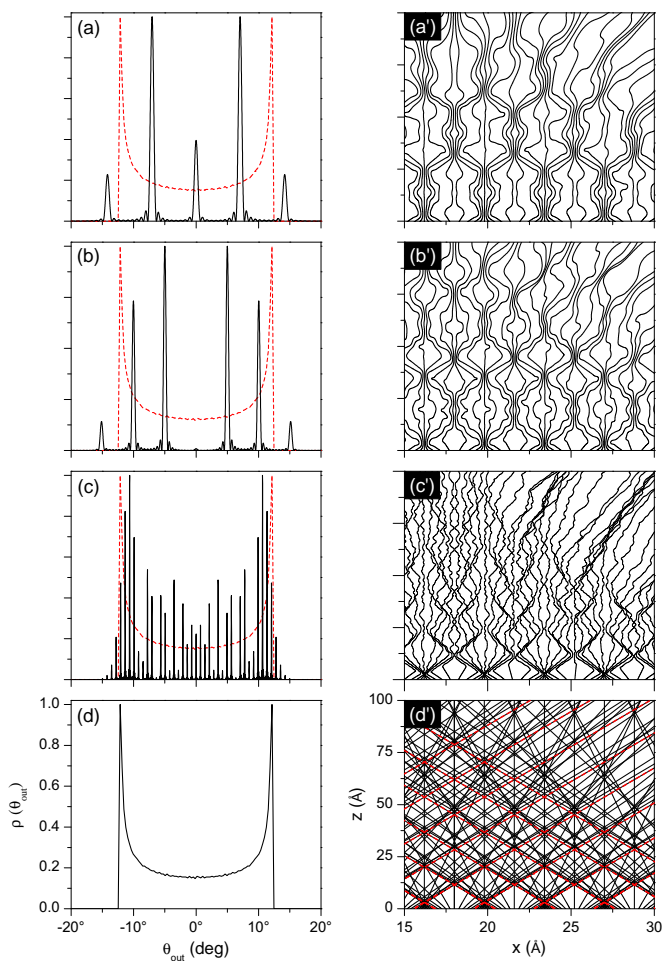 (a)
(a')
(b)
(b')
(c)
(c')
(d)
(d')
1.0
0.8
0.6
0.4
0.2
0.0
ρ (θout)
-20° -10° 0° 10° 20°
θout (deg)
100
75
50
25
0
z (Å)
15 20 25 30
x (Å)